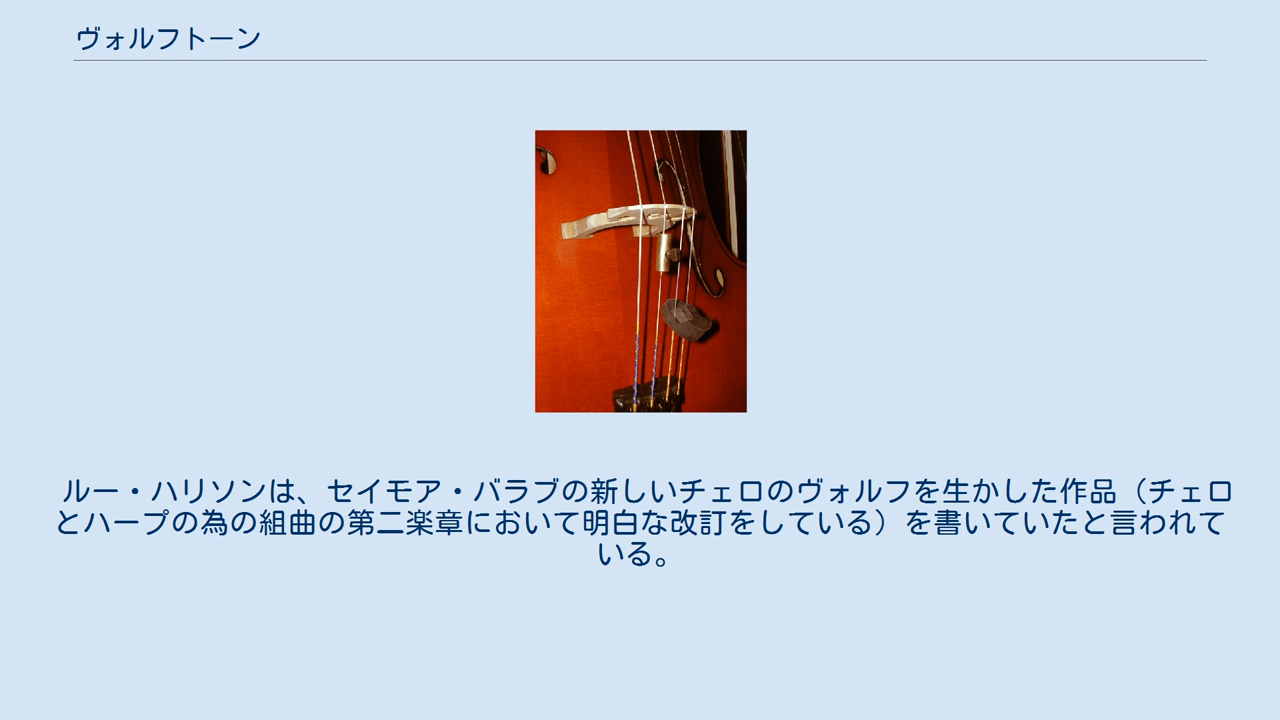 ヴォルフトーン
ルー・ハリソンは、セイモア・バラブの新しいチェロのヴォルフを生かした作品（チェロ
とハープの為の組曲の第二楽章において明白な改訂をしている）を書いていたと言われて
いる。